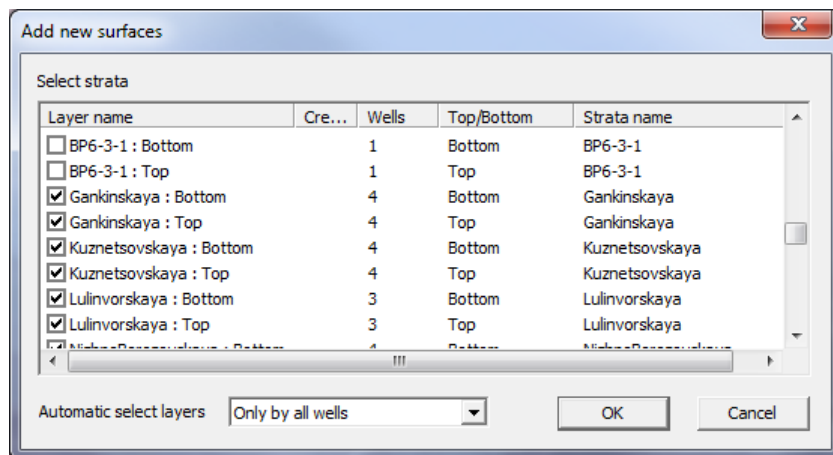 Add new surfaces
Select strata
Layer name Cre... Wells Top/Bottom Strata name
BP6-3-1 : Bottom 1 Bottom BP6-3-1
BP6-3-1 : Top 1 Top BP6-3-1
Gankinskaya : Bottom 4 Bottom Gankinskaya
Gankinskaya : Top 4 Top Gankinskaya
Kuznetsovskaya : Bottom 4 Bottom Kuznetsovskaya
Kuznetsovskaya : Top 4 Top Kuznetsovskaya
Lulinvorskaya : Bottom 3 Bottom Lulinvorskaya
Lulinvorskaya : Top 3 Top Lulinvorskaya
Automatic select layers Only by all wells OK Cancel